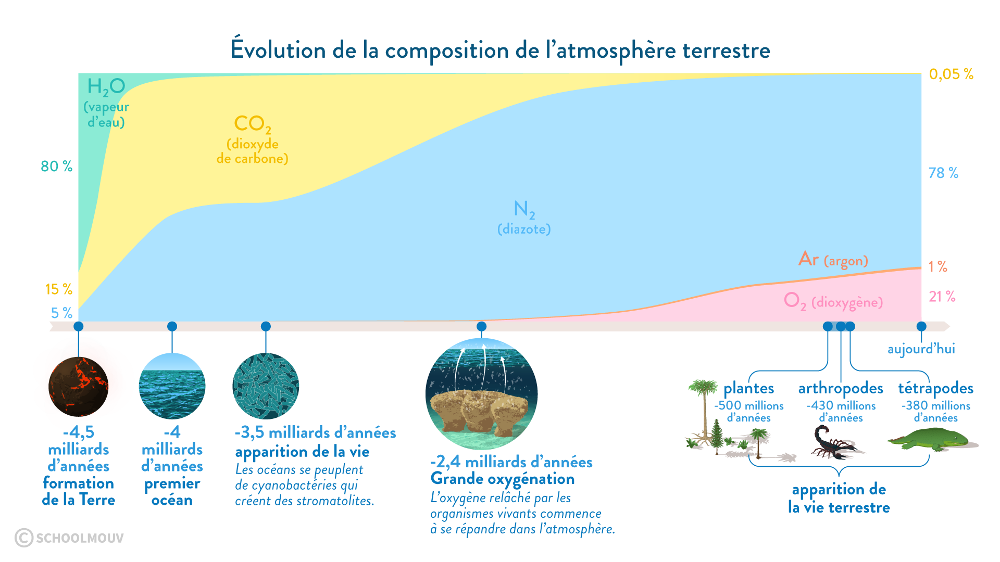 Évolution de la composition de l'atmosphère terrestre
H₂O
(vapeur
d'eau)
CO₂
(dioxyde
de carbone)
N₂
(diazote)
Ar (argon)
O₂ (dioxygène)
80 %
15 %
5 %
0,05 %
78 %
1 %
21 %
-4,5
milliards
d'années
formation
de la Terre
-4
milliards
d'années
premier
océan
-3,5 milliards d'années
apparition de la vie
Les océans se peuplent
de cyanobactéries qui
créent des stromatolites.
-2,4 milliards d'années
Grande oxygénation
L'oxygène relâché par les
organismes vivants commence
à se répandre dans l'atmosphère.
aujourd'hui
plantes
-500 millions
d'années
arthropodes
-430 millions
d'années
tétrapodes
-380 millions
d'années
apparition de
la vie terrestre
© SCHOOLMOUV